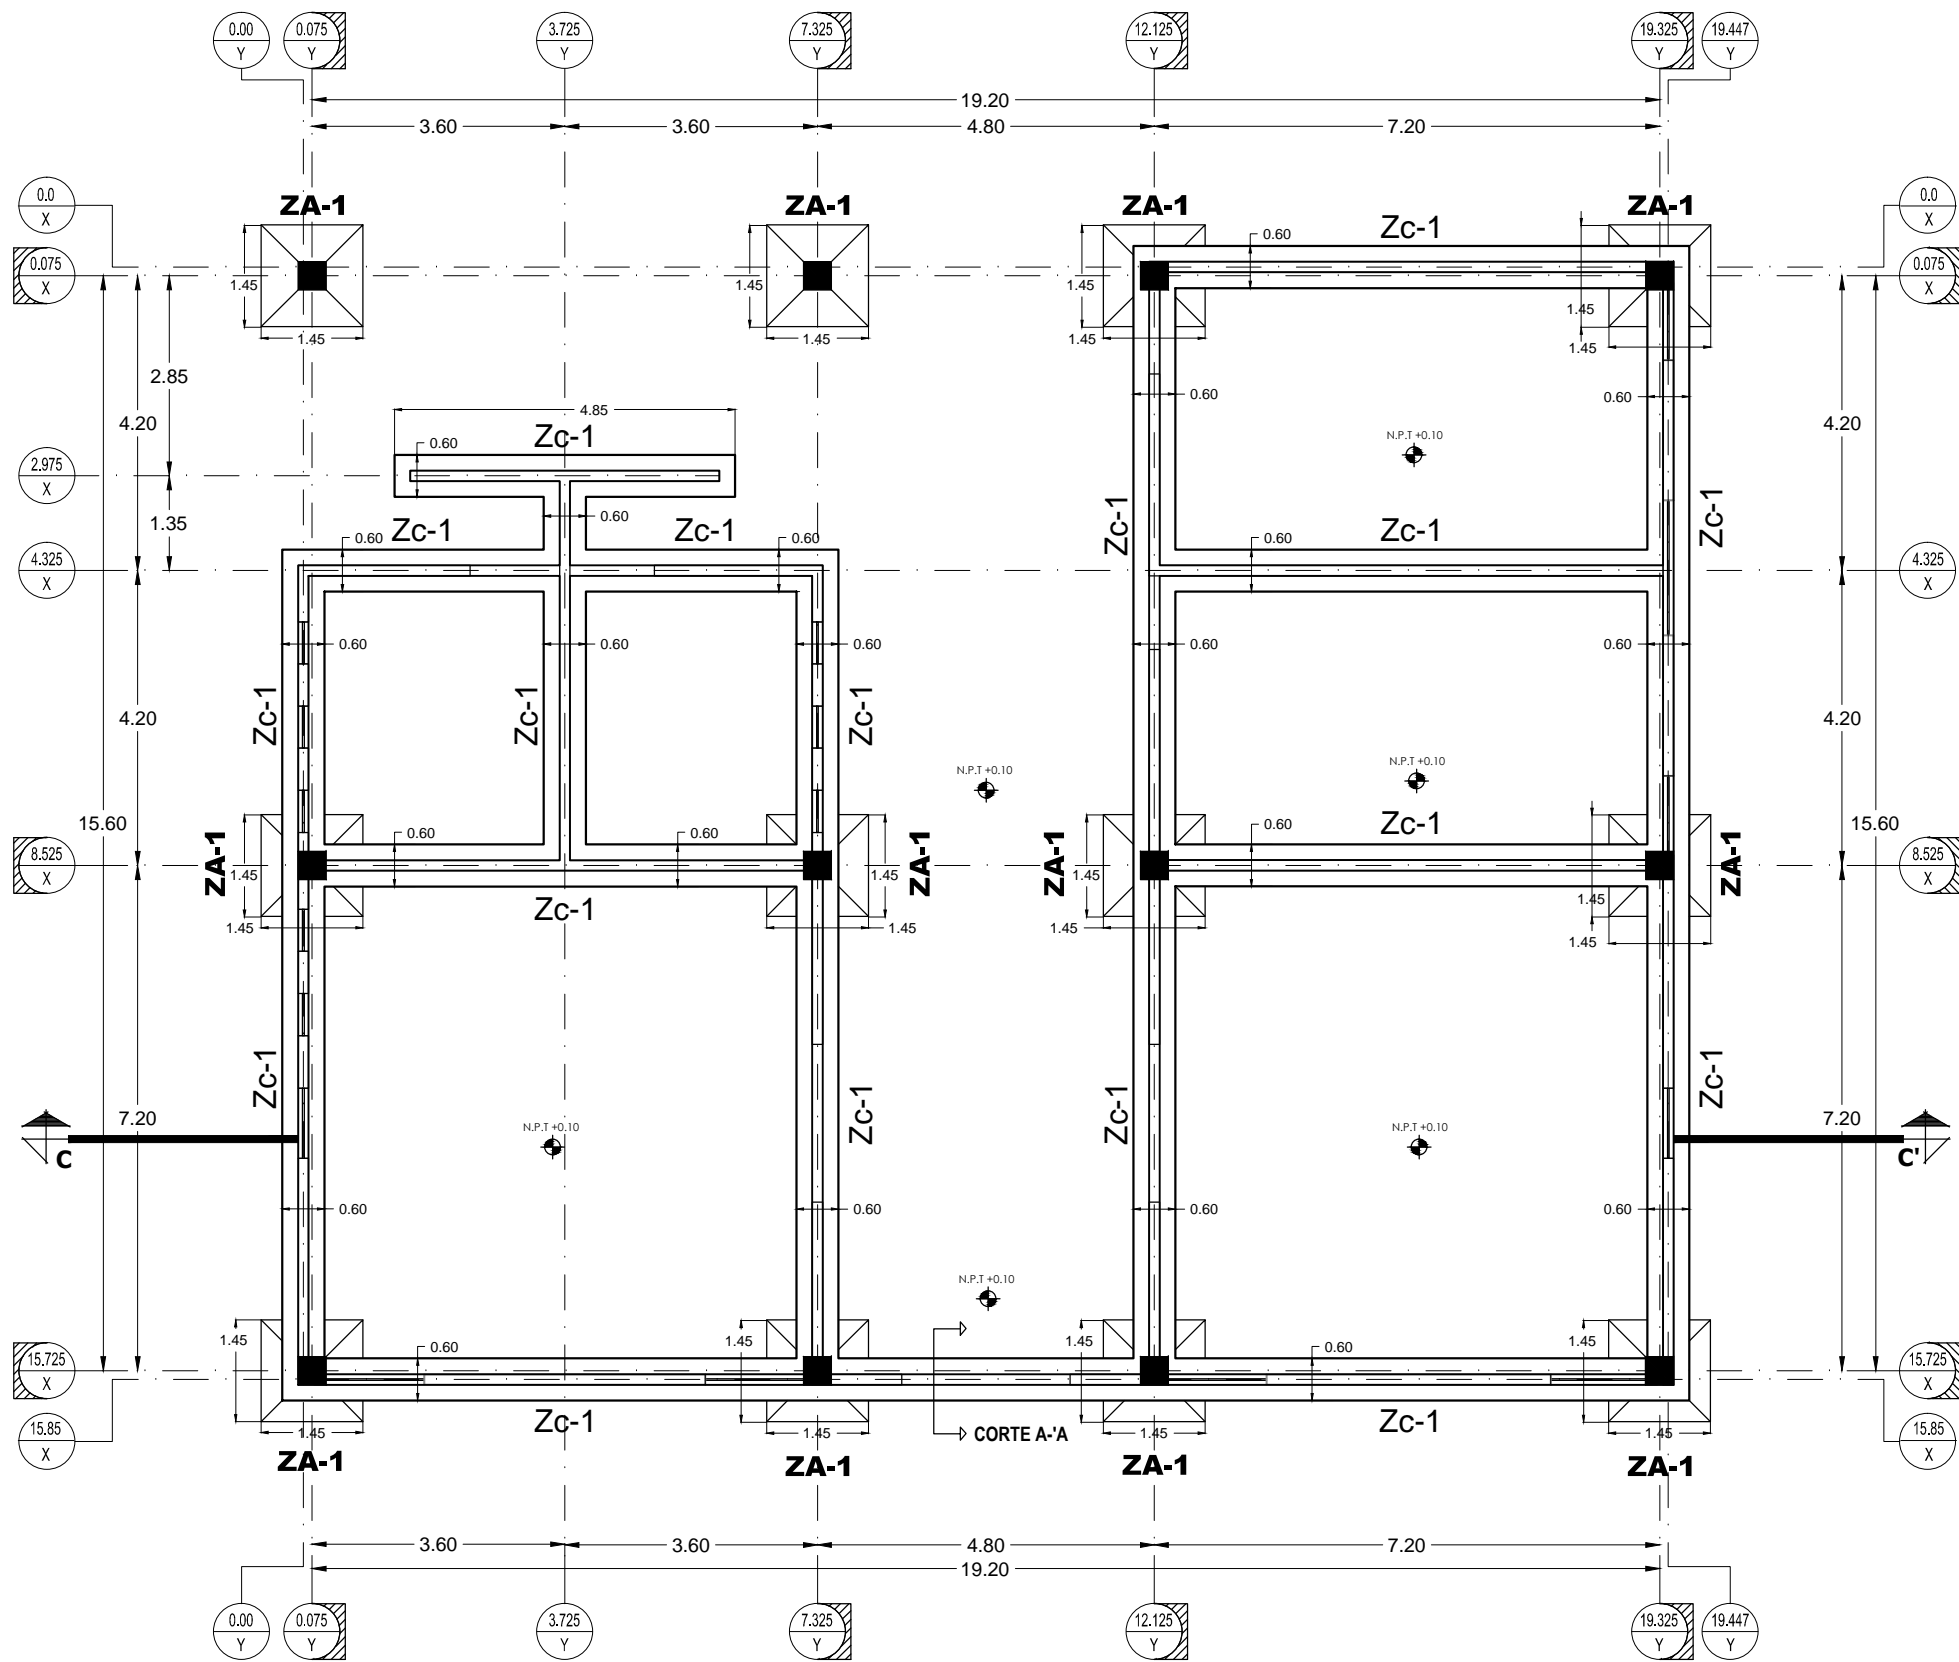 0.00 0.075 3.725 7.325 12.125 19.325 19.447
Y Y Y Y Y Y Y
19.20
3.60 3.60 4.80 7.20
0.0 0.0
X X
ZA-1 ZA-1 ZA-1 ZA-1
0.60 Zc-1
0.075 0.075
X X
1.45 1.45 1.45 1.45
1.45 1.45 1.45 1.45
2.85
0.60 0.60
4.85
4.20 4.20
0.60 Zc-1
N.P.T +0.10
2.975
X
0.60
1.35 Zc-1 Zc-1 Zc-1 Zc-1 Zc-1
0.60 0.60 0.60
4.325 4.325
X X
0.60 0.60 0.60 0.60 0.60
4.20 Zc-1 Zc-1 Zc-1 4.20
N.P.T +0.10 N.P.T +0.10
15.60 0.60 0.60 0.60 Zc-1 15.60
8.525 8.525
X X
ZA-1 ZA-1 ZA-1 ZA-1
1.45 1.45 1.45 1.45
Zc-1
1.45 1.45 1.45 1.45
Zc-1 Zc-1 Zc-1 Zc-1
7.20 7.20
N.P.T +0.10 N.P.T +0.10
C C'
0.60 0.60 0.60 0.60
N.P.T +0.10
1.45 1.45 1.45 1.45
0.60 0.60
15.725 15.725
X X
Zc-1 Zc-1
15.85 15.85
X X
1.45 1.45 1.45 1.45
CORTE A-'A
ZA-1 ZA-1 ZA-1 ZA-1
3.60 3.60 4.80 7.20
19.20
0.00 0.075 3.725 7.325 12.125 19.325 19.447
Y Y Y Y Y Y Y